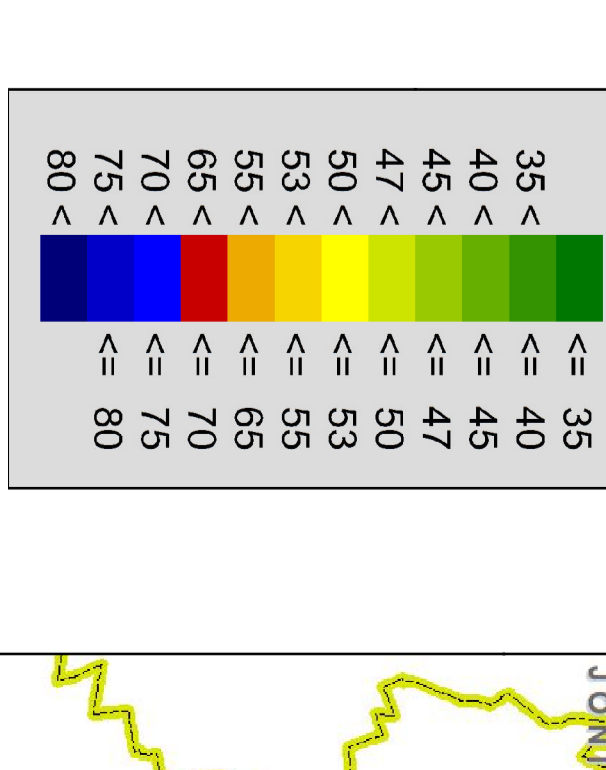 <= 35
35 < <= 40
40 < <= 45
45 < <= 47
47 < <= 50
50 < <= 53
53 < <= 55
55 < <= 65
65 < <= 70
70 < <= 75
75 < <= 80
80 <
JONI